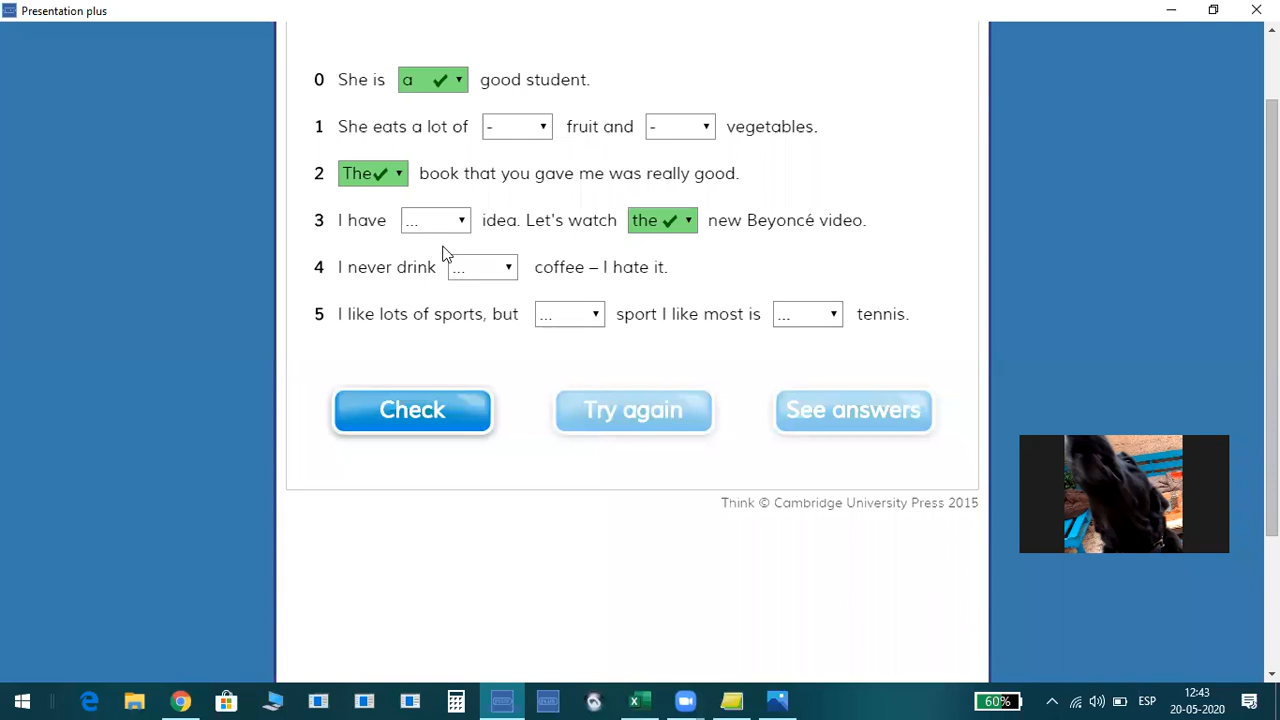 Presentation plus
0 She is a ✔ good student.
1 She eats a lot of - fruit and - vegetables.
2 The ✔ book that you gave me was really good.
3 I have ... idea. Let's watch the ✔ new Beyoncé video.
4 I never drink ... coffee – I hate it.
5 I like lots of sports, but ... sport I like most is ... tennis.
Check Try again See answers
Think © Cambridge University Press 2015
60% ESP 12:43
20-05-2020